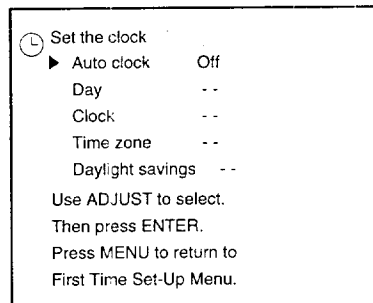 Set the clock
Auto clock Off
Day - -
Clock - -
Time zone - -
Daylight savings - -
Use ADJUST to select.
Then press ENTER.
Press MENU to return to
First Time Set-Up Menu.